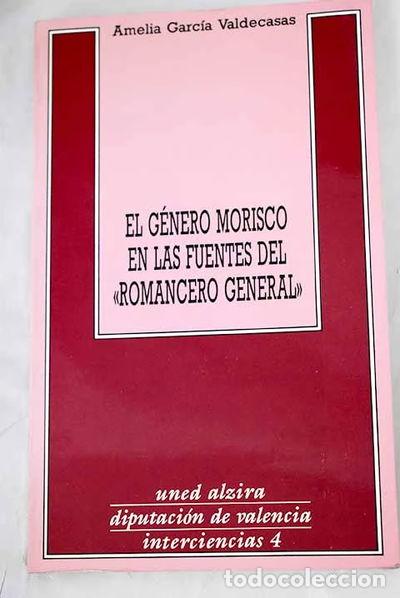 Amelia García Valdecasas
EL GÉNERO MORISCO
EN LAS FUENTES DEL
«ROMANCERO GENERAL»
uned alzira
diputación de valencia
interciencias 4
todocoleccion